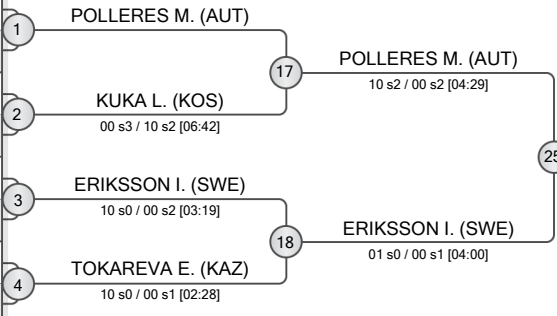 1
POLLERES M. (AUT)
17
POLLERES M. (AUT)
10 s2 / 00 s2 [04:29]
2
KUKA L. (KOS)
00 s3 / 10 s2 [06:42]
25
3
ERIKSSON I. (SWE)
10 s0 / 00 s2 [03:19]
18
ERIKSSON I. (SWE)
01 s0 / 00 s1 [04:00]
4
TOKAREVA E. (KAZ)
10 s0 / 00 s1 [02:28]